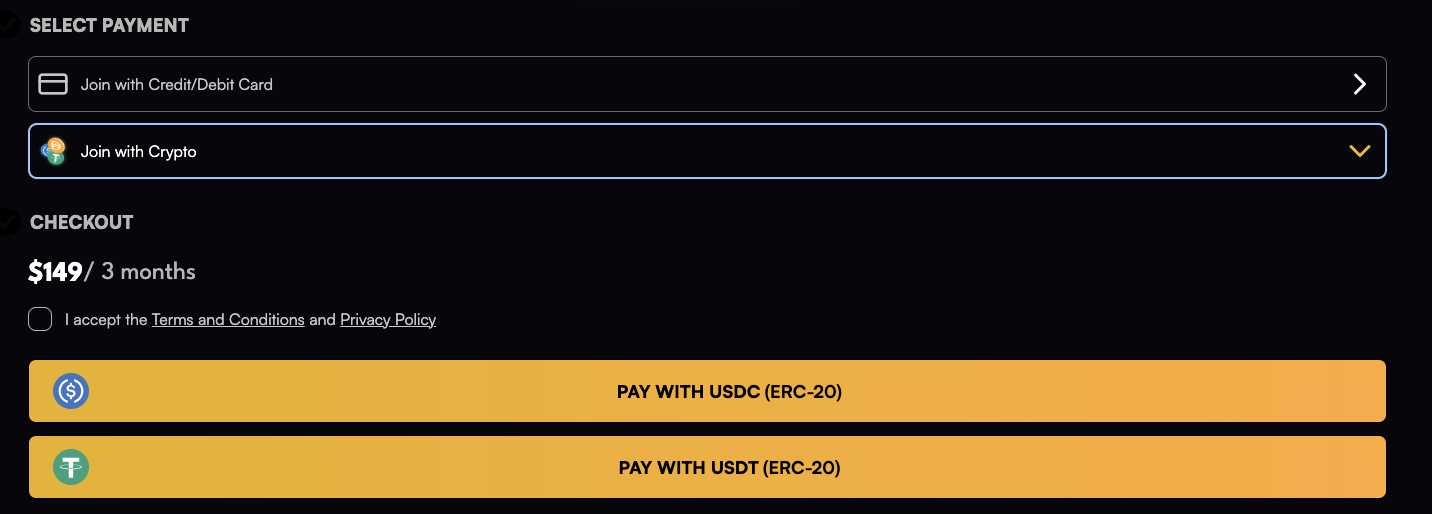 SELECT PAYMENT
Join with Credit/Debit Card
Join with Crypto
CHECKOUT
$149/ 3 months
I accept the Terms and Conditions and Privacy Policy
PAY WITH USDC (ERC-20)
PAY WITH USDT (ERC-20)